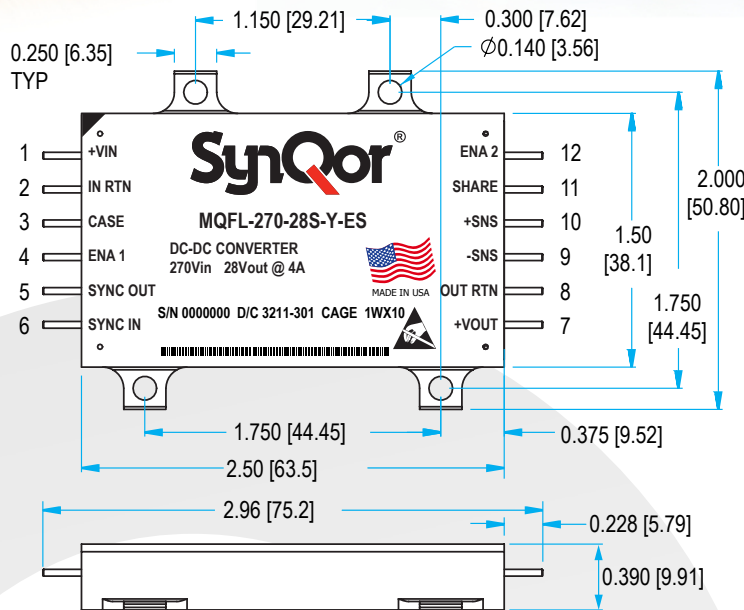 1.150 [29.21]
0.300 [7.62]
0.250 [6.35]
TYP
∅0.140 [3.56]
SynQor®
1 +VIN
2 IN RTN
3 CASE
4 ENA 1
5 SYNC OUT
6 SYNC IN
MQFL-270-28S-Y-ES
DC-DC CONVERTER
270Vin 28Vout @ 4A
MADE IN USA
S/N 0000000 D/C 3211-301 CAGE 1WX10
ENA 2 12
SHARE 11
+SNS 10
-SNS 9
OUT RTN 8
+VOUT 7
2.000
[50.80]
1.50
[38.1]
1.750
[44.45]
1.750 [44.45]
0.375 [9.52]
2.50 [63.5]
2.96 [75.2]
0.228 [5.79]
0.390 [9.91]